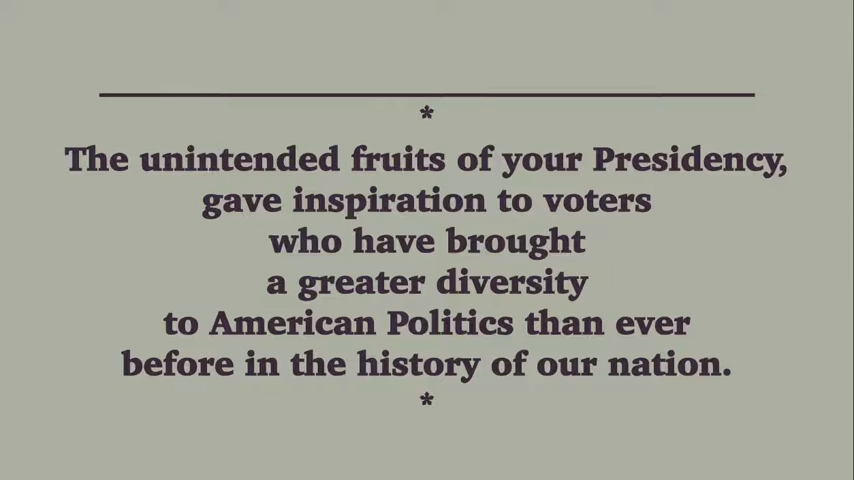 *
The unintended fruits of your Presidency,
gave inspiration to voters
who have brought
a greater diversity
to American Politics than ever
before in the history of our nation.
*